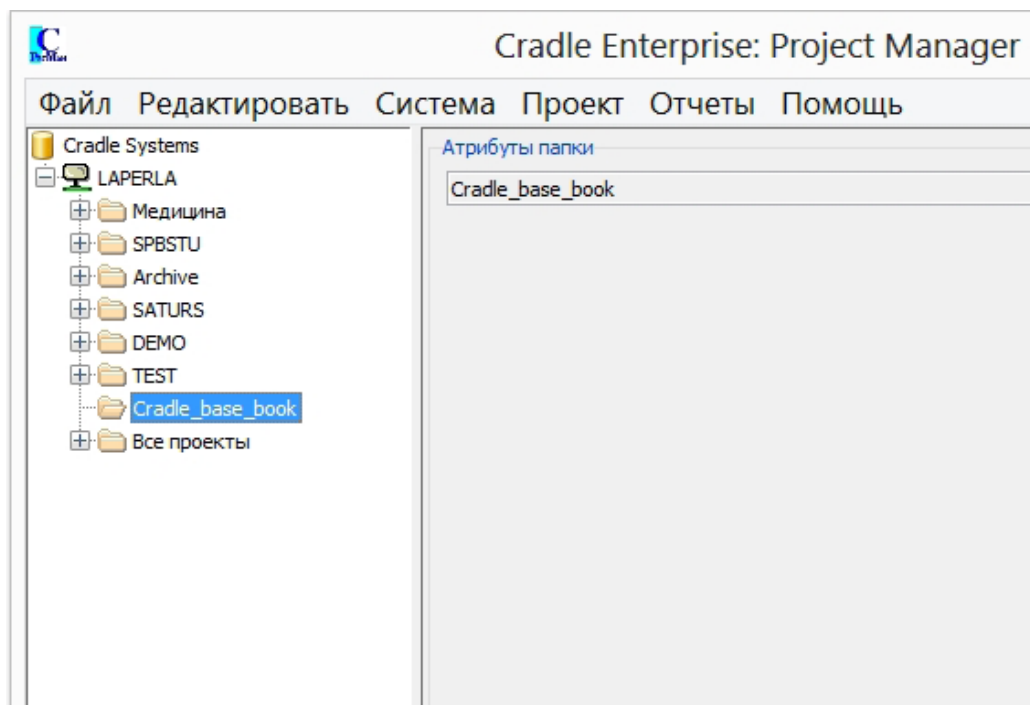 Cradle Enterprise: Project Manager
Файл Редактировать Система Проект Отчеты Помощь
Cradle Systems
LAPERLA
Медицина
SPBSTU
Archive
SATURS
DEMO
TEST
Cradle_base_book
Все проекты
Атрибуты папки
Cradle_base_book